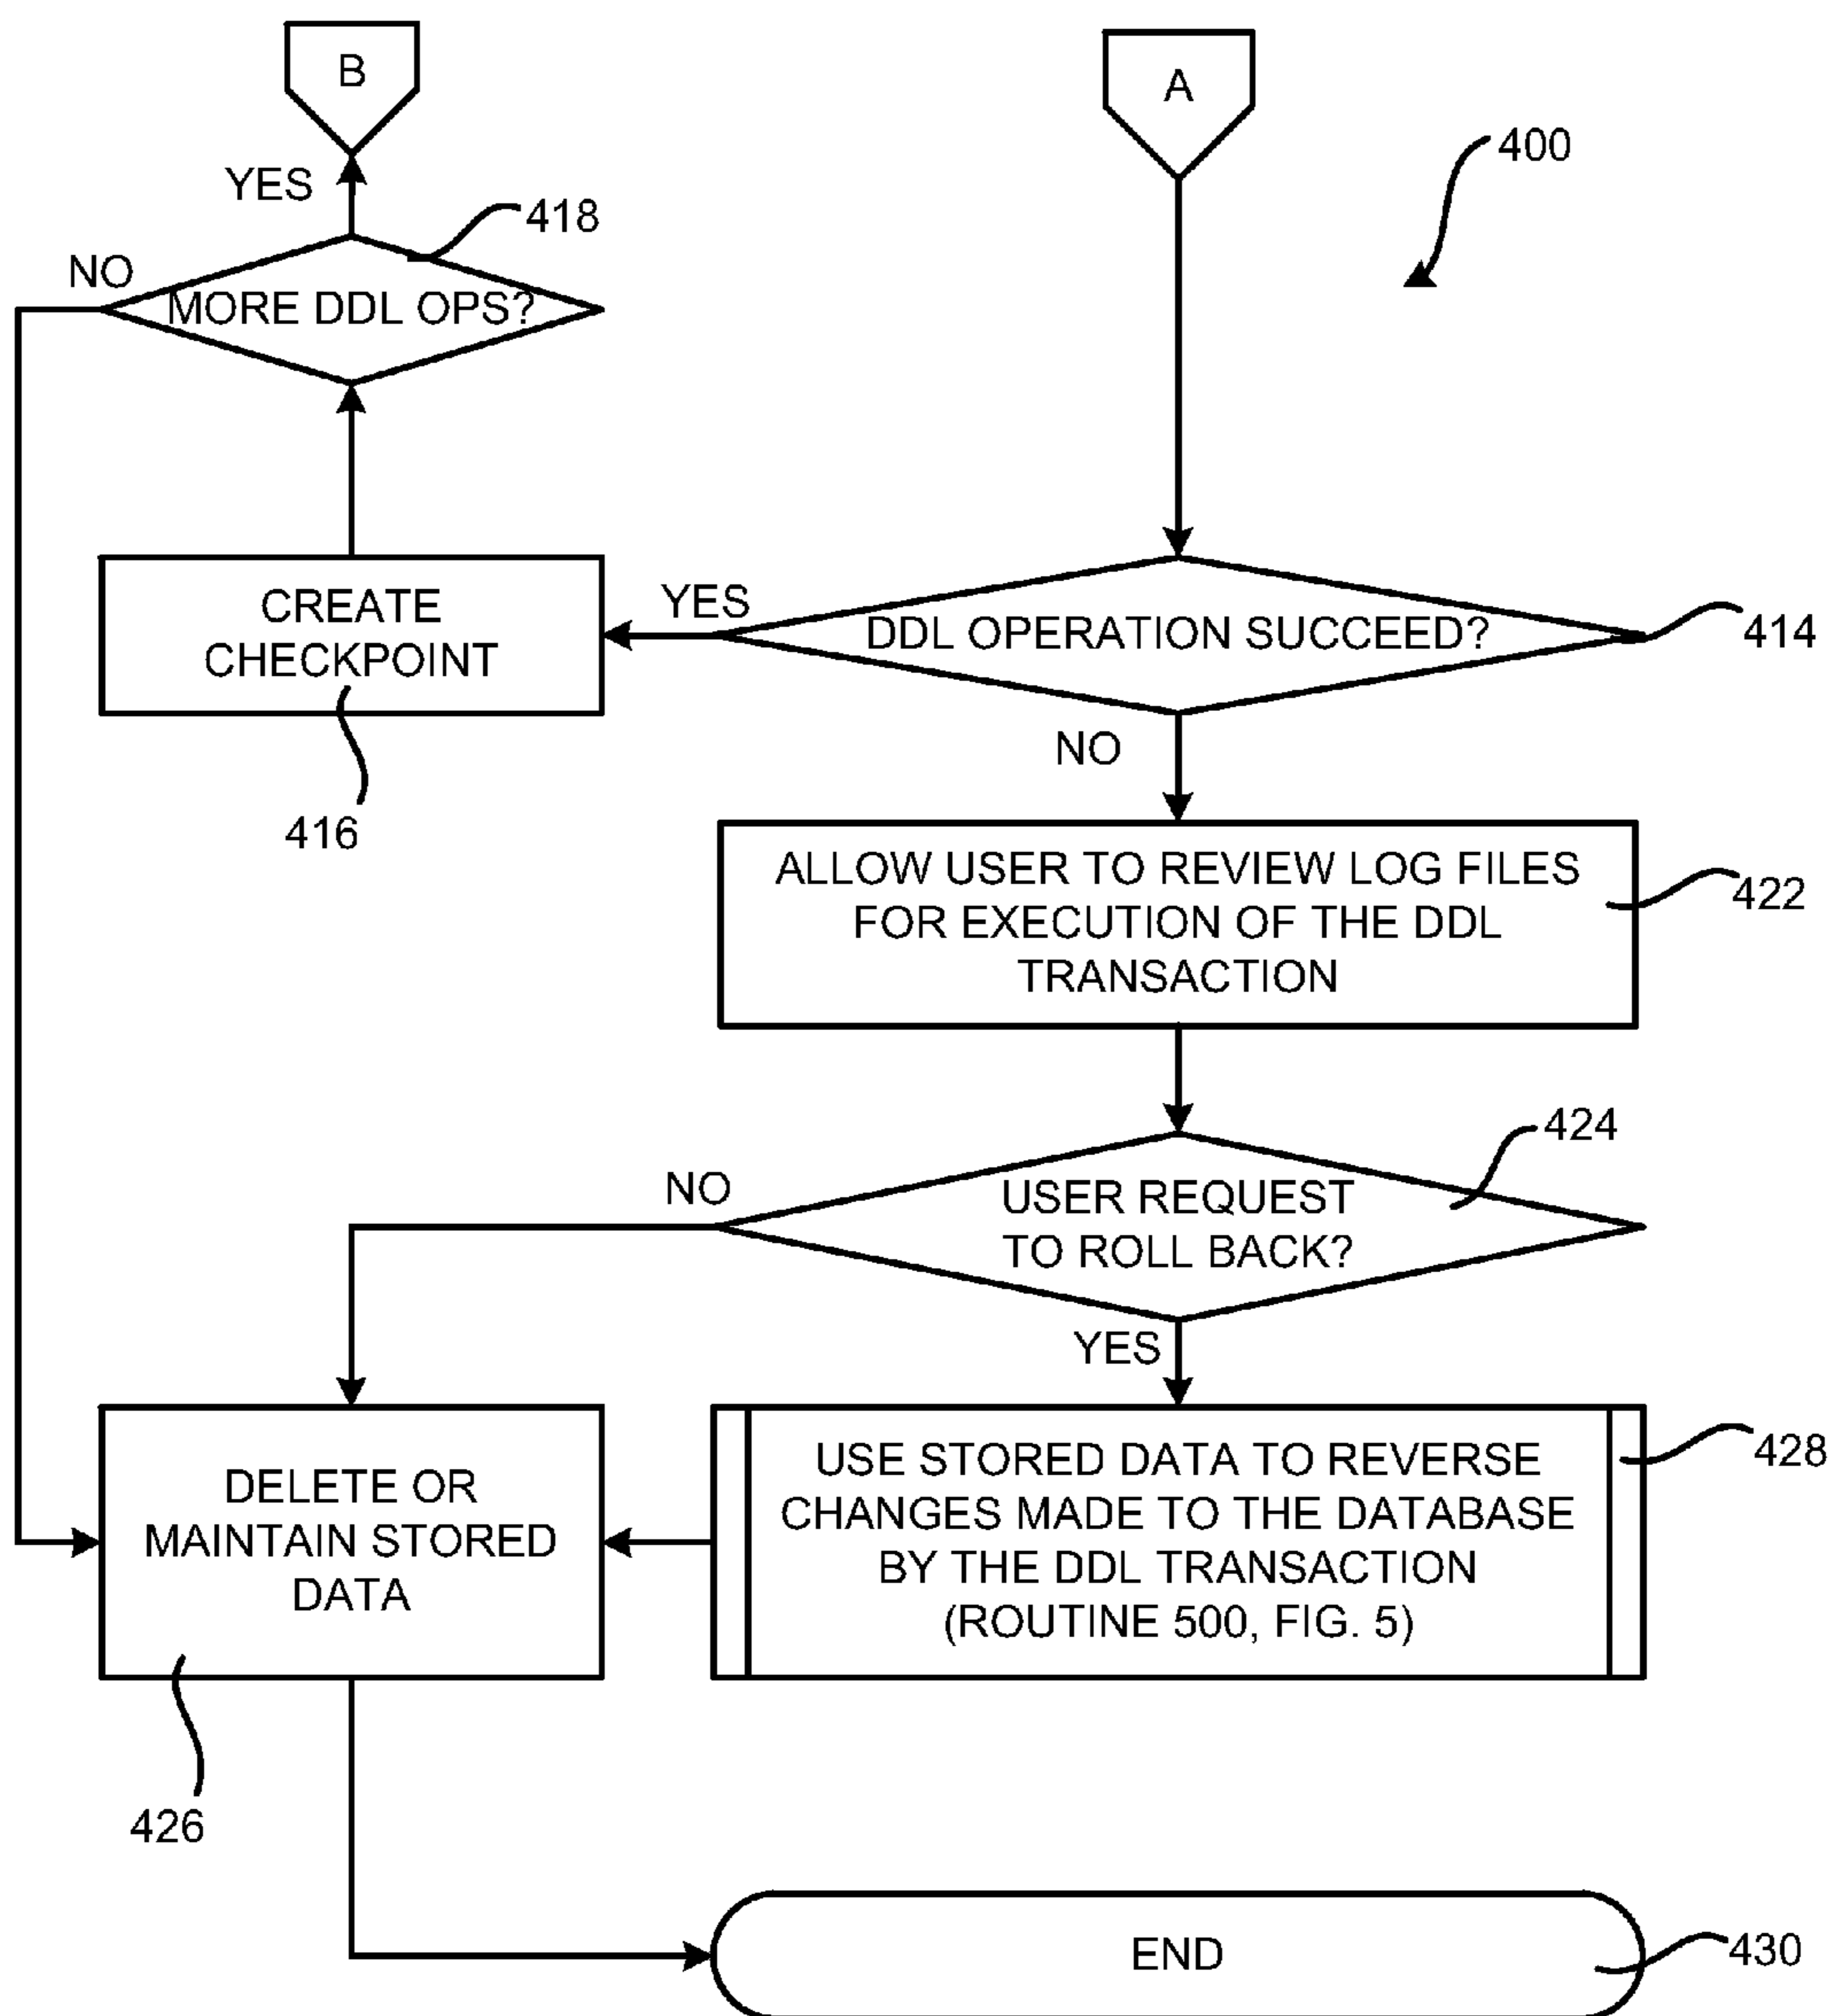 B
A
400
YES
418
NO
MORE DDL OPS?
CREATE
CHECKPOINT
YES
DDL OPERATION SUCCEED?
414
NO
416
ALLOW USER TO REVIEW LOG FILES
FOR EXECUTION OF THE DDL
TRANSACTION
422
424
NO
USER REQUEST
TO ROLL BACK?
YES
DELETE OR
MAINTAIN STORED
DATA
USE STORED DATA TO REVERSE
CHANGES MADE TO THE DATABASE
BY THE DDL TRANSACTION
(ROUTINE 500, FIG. 5)
428
426
END
430